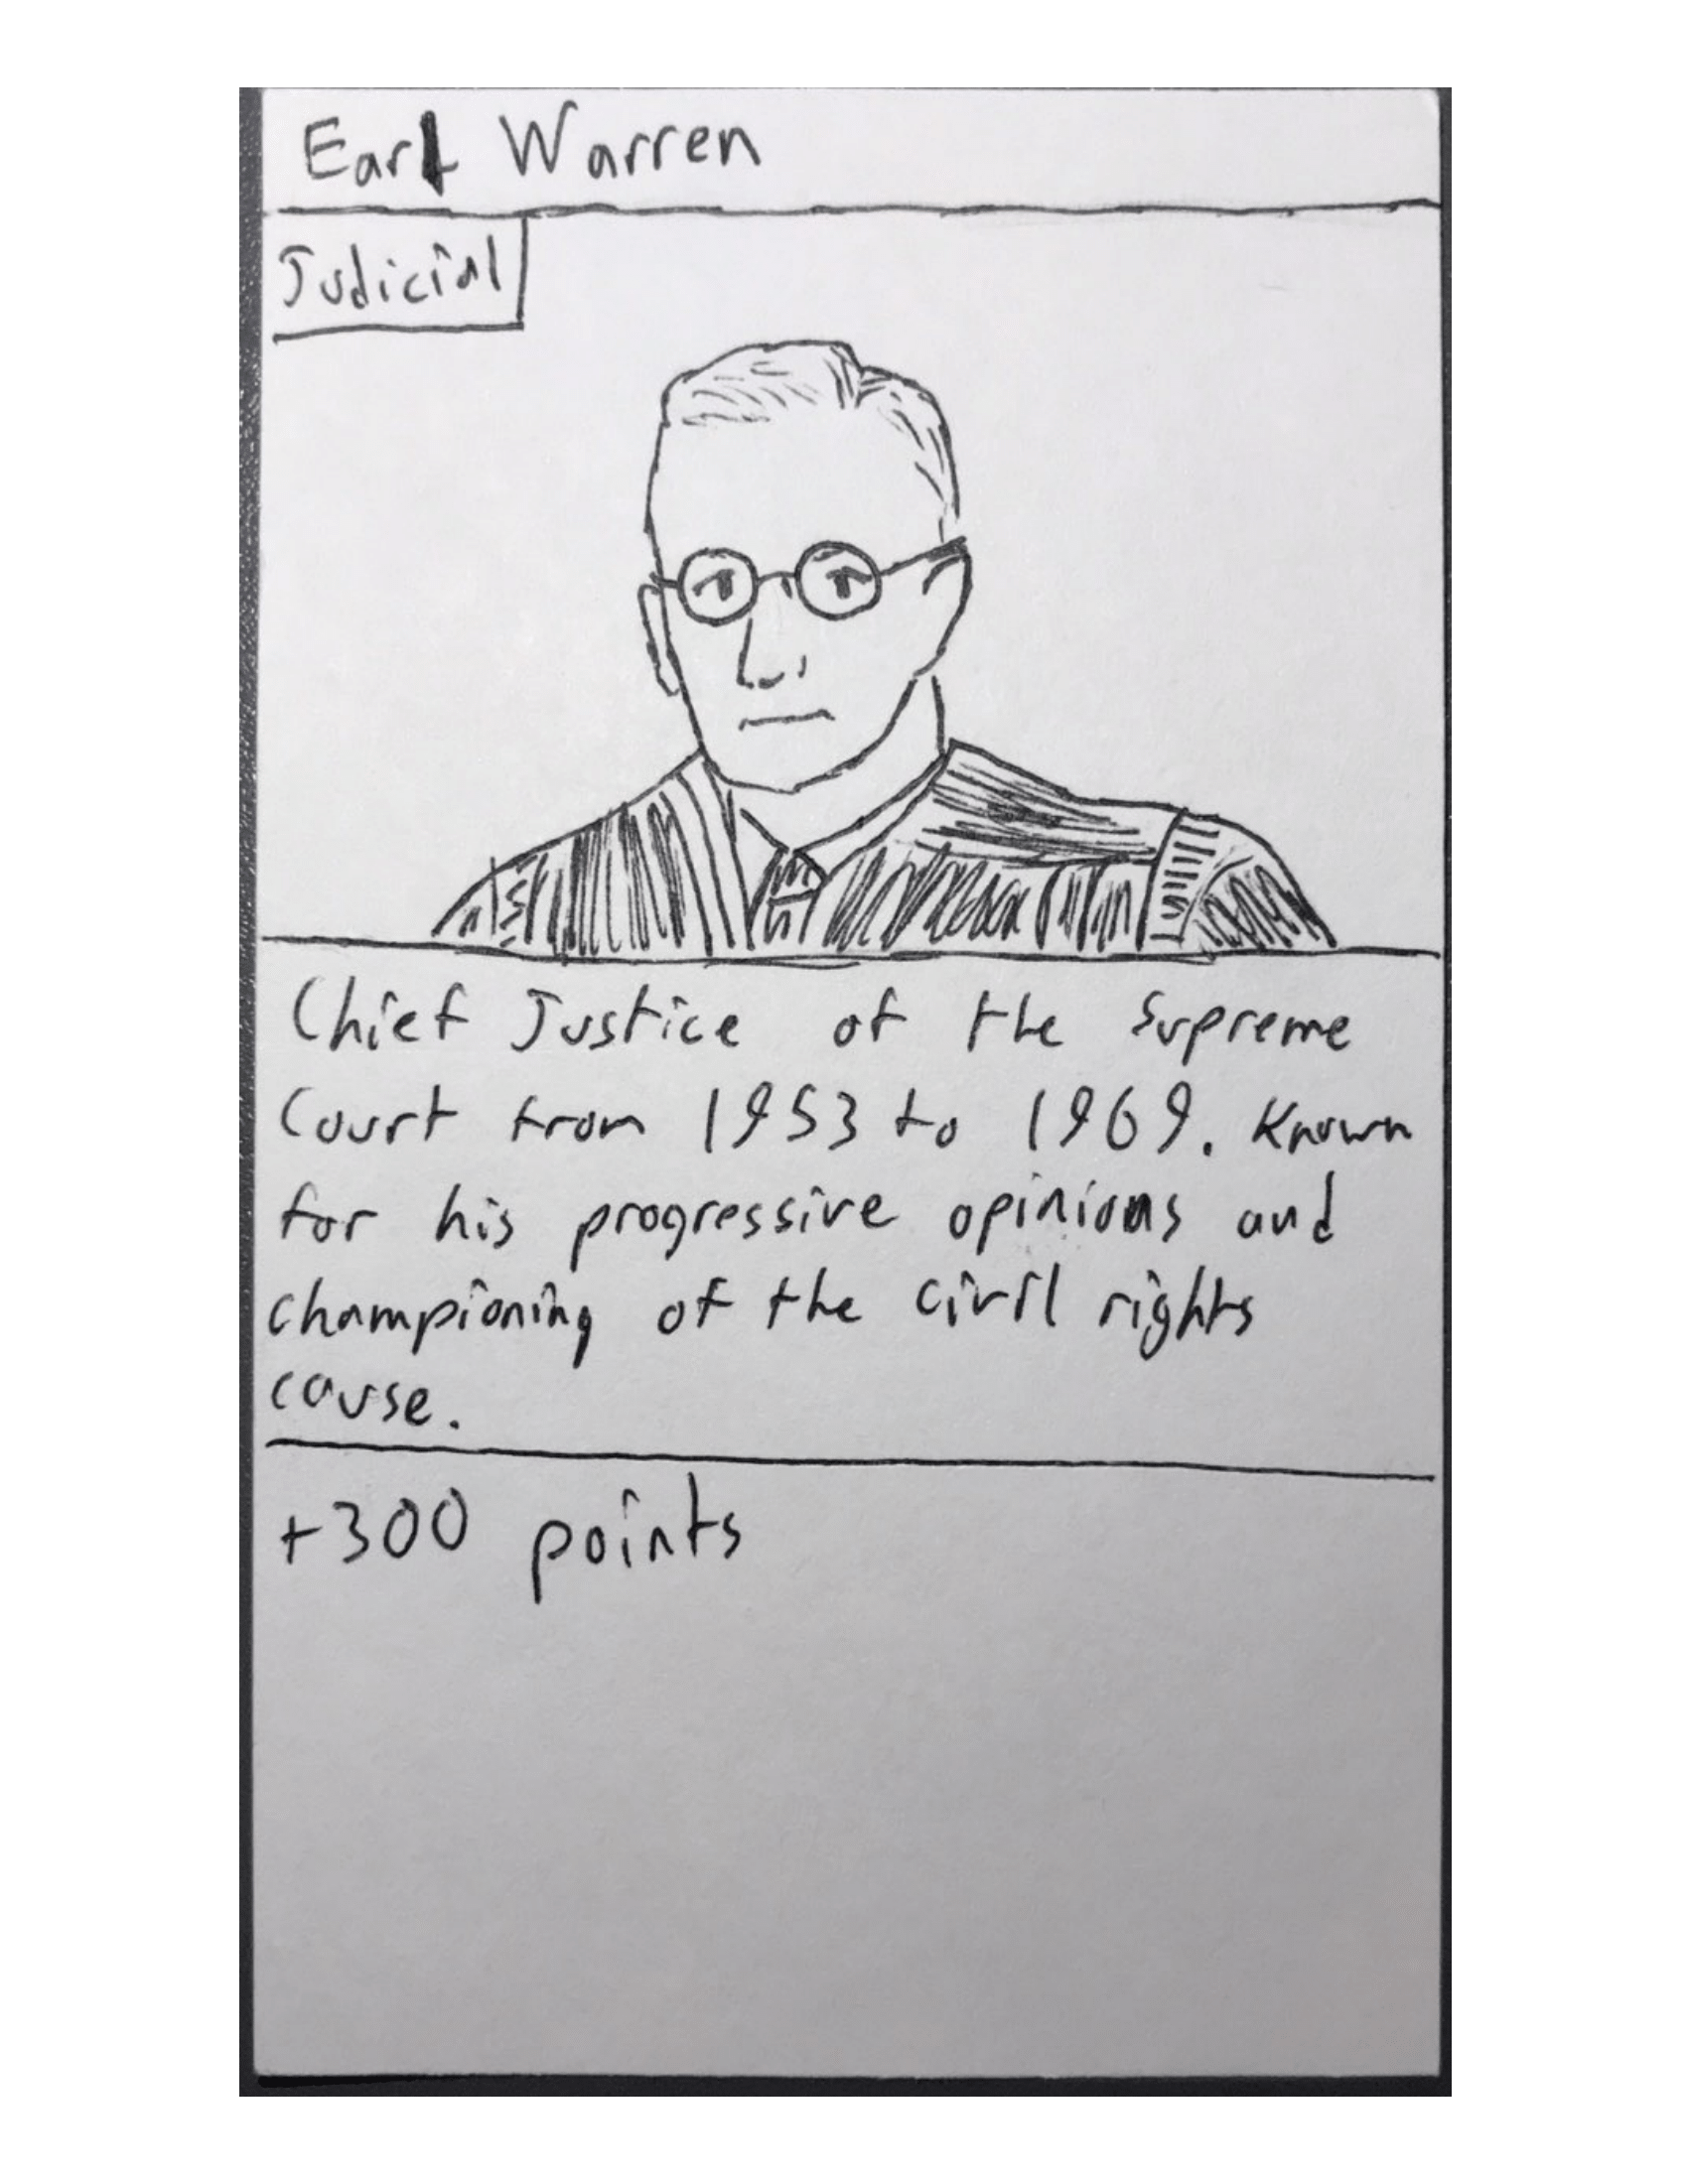 Earl Warren
Judicial
Chief Justice of the Supreme
Court from 1953 to 1969. Known
for his progressive opinions and
championing of the civil rights
cause.
+300 points